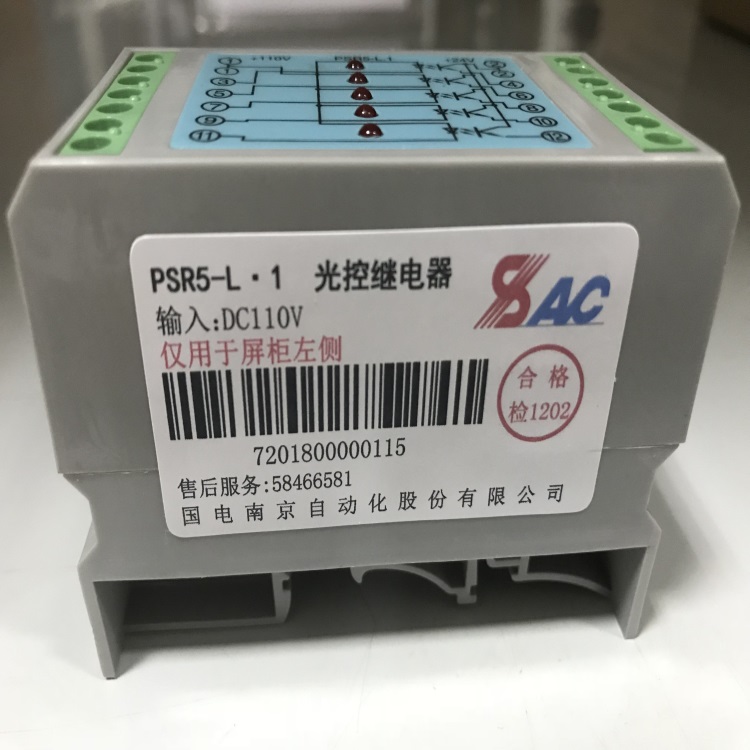 +110V PSR5-L1 +24V
PSR5-L·1 光控继电器
SAC
输入:DC110V
仅用于屏柜左侧
合格
检1202
7201800000115
售后服务:58466581
国电南京自动化股份有限公司